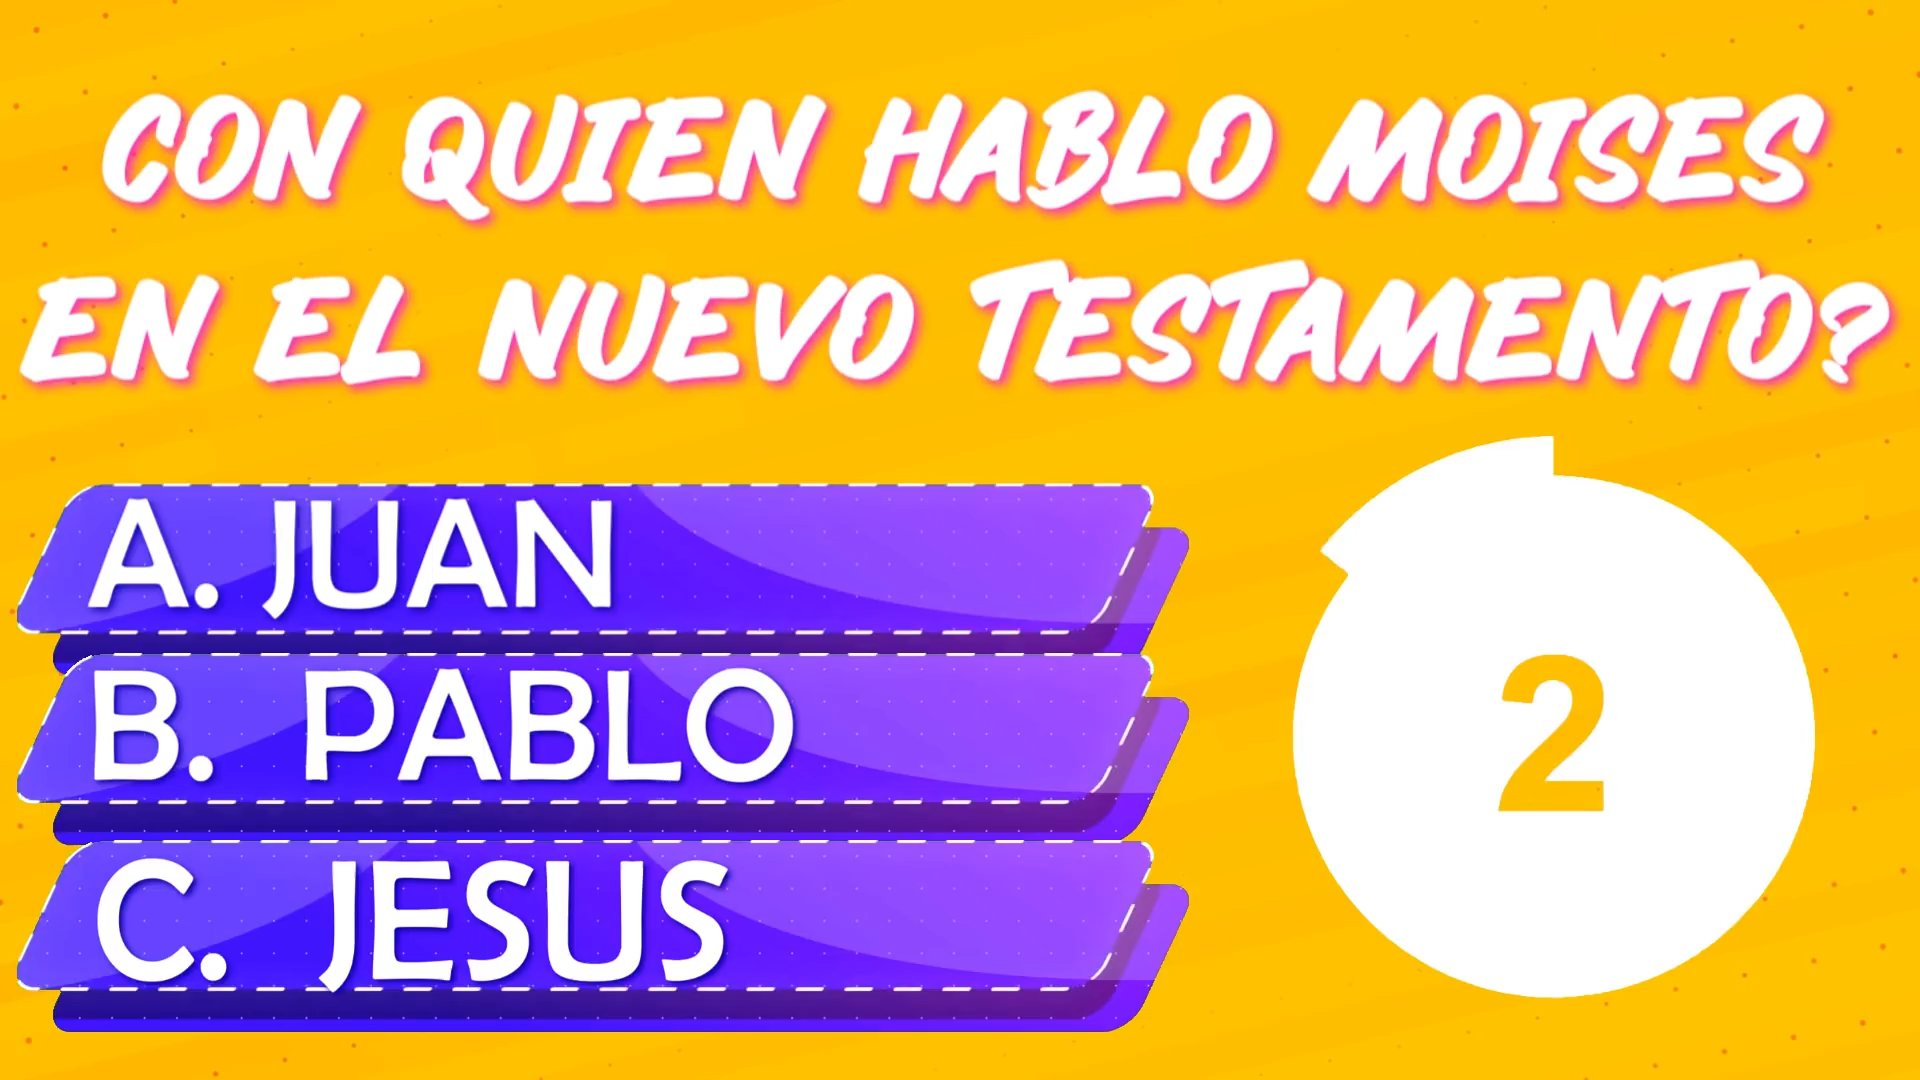 CON QUIEN HABLO MOISES
EN EL NUEVO TESTAMENTO?
A. JUAN
B. PABLO
C. JESUS
2